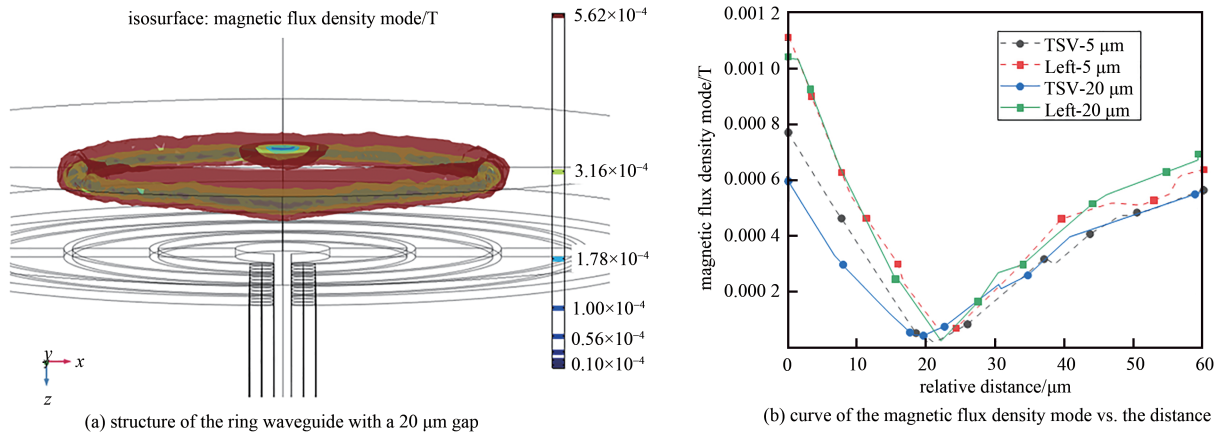 isosurface: magnetic flux density mode/T
5.62×10⁻⁴
3.16×10⁻⁴
1.78×10⁻⁴
1.00×10⁻⁴
0.56×10⁻⁴
0.10×10⁻⁴
y
x
z
(a) structure of the ring waveguide with a 20 μm gap
magnetic flux density mode/T
0.001 2
0.001 0
0.000 8
0.000 6
0.000 4
0.000 2
TSV-5 μm
Left-5 μm
TSV-20 μm
Left-20 μm
0 10 20 30 40 50 60
relative distance/μm
(b) curve of the magnetic flux density mode vs. the distance